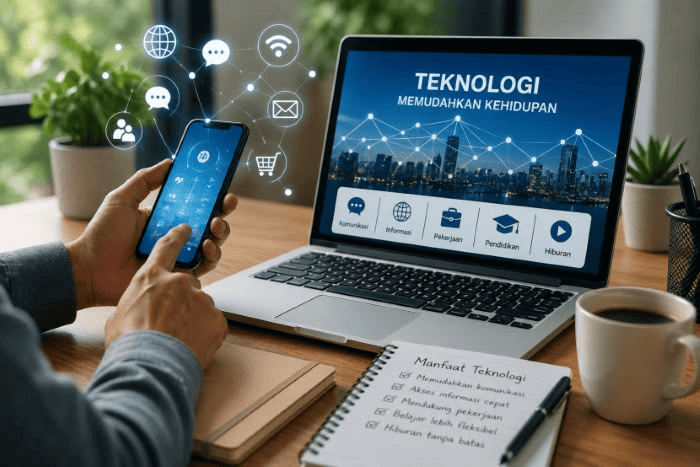 TEKNOLOGI
MEMUDAHKAN KEHIDUPAN
Komunikasi
Informasi
Pekerjaan
Pendidikan
Hiburan
Manfaat Teknologi
Memudahkan komunikasi
Akses informasi cepat
Mendukung pekerjaan
Belajar lebih fleksibel
Hiburan tanpa batas